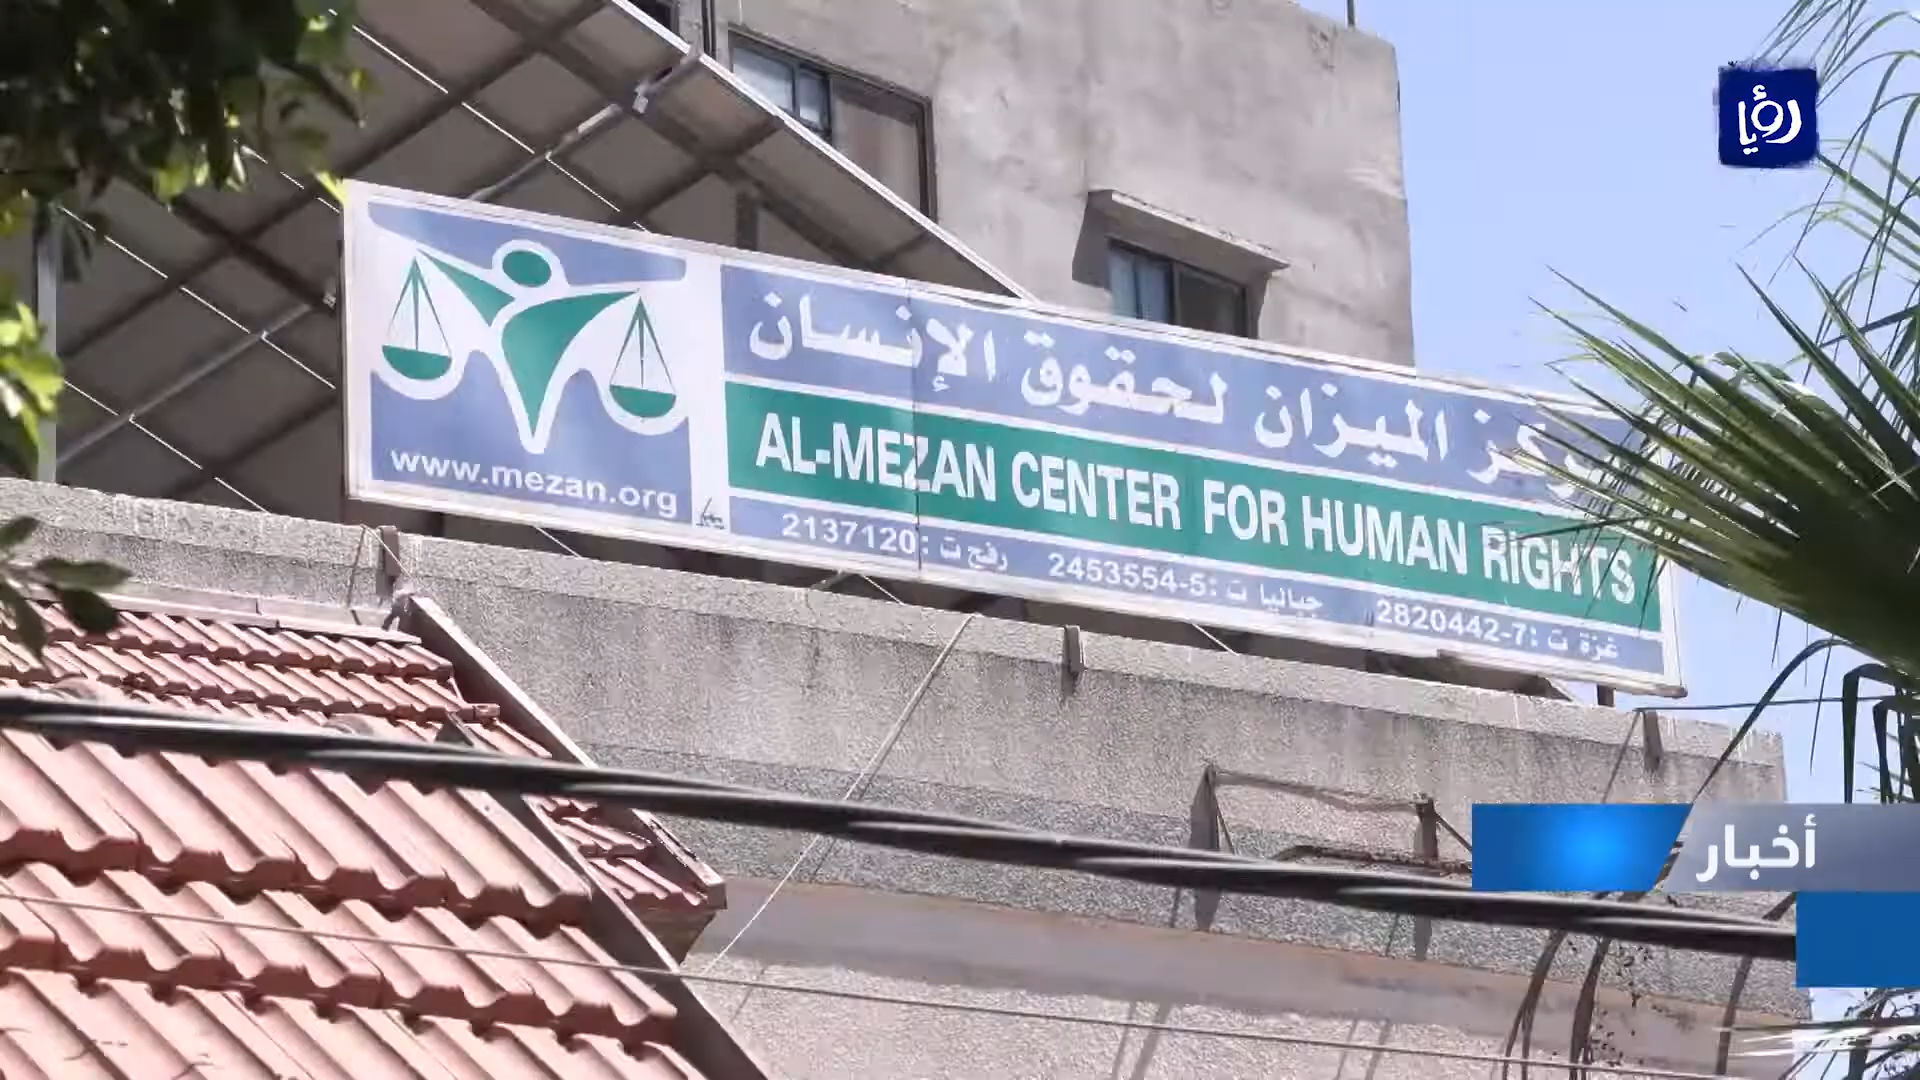 رؤيا
مركز الميزان لحقوق الإنسان
AL-MEZAN CENTER FOR HUMAN RIGHTS
غزة ت :7-2820442 جباليا ت :5-2453554 رفح ت :2137120
www.mezan.org
أخبار